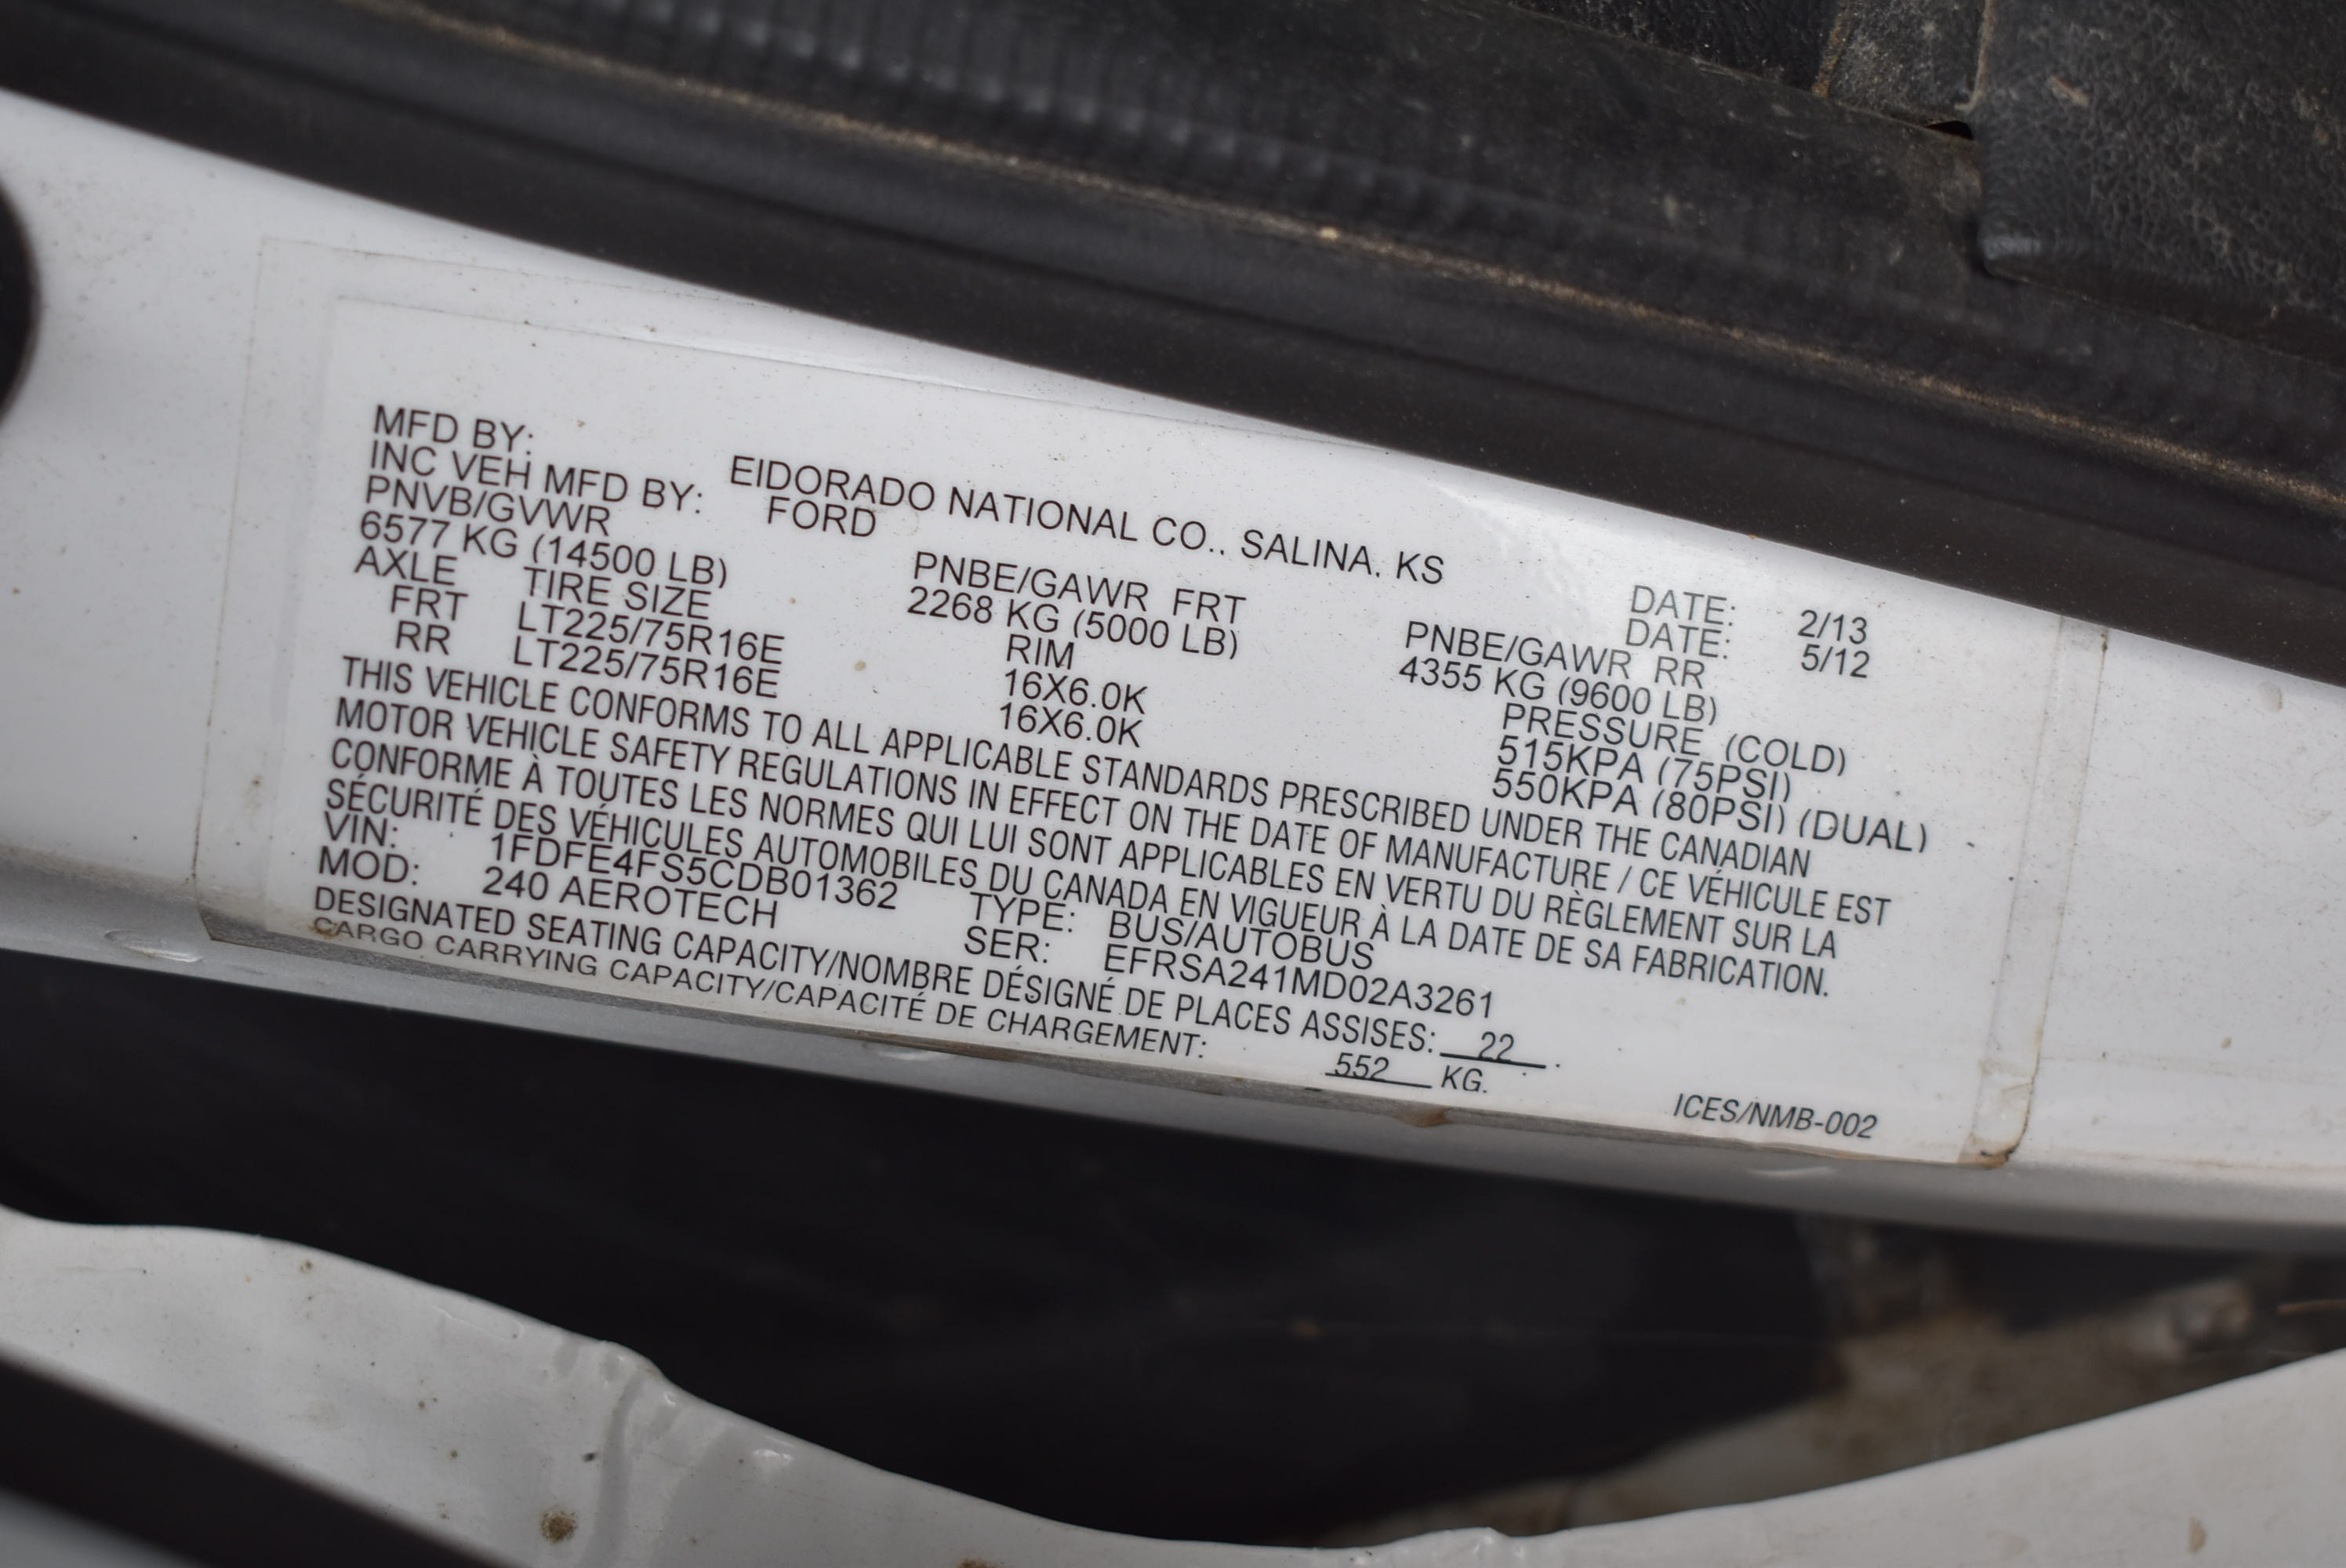 MFD BY: EIDORADO NATIONAL CO., SALINA, KS DATE: 2/13
INC VEH MFD BY: FORD DATE: 5/12
PNVB/GVWR PNBE/GAWR FRT PNBE/GAWR RR
6577 KG (14500 LB) 2268 KG (5000 LB) 4355 KG (9600 LB)
AXLE TIRE SIZE RIM PRESSURE (COLD)
FRT LT225/75R16E 16X6.0K 515KPA (75PSI)
RR LT225/75R16E 16X6.0K 550KPA (80PSI) (DUAL)
THIS VEHICLE CONFORMS TO ALL APPLICABLE STANDARDS PRESCRIBED UNDER THE CANADIAN
MOTOR VEHICLE SAFETY REGULATIONS IN EFFECT ON THE DATE OF MANUFACTURE / CE VÉHICULE EST
CONFORME À TOUTES LES NORMES QUI LUI SONT APPLICABLES EN VERTU DU RÈGLEMENT SUR LA
SÉCURITÉ DES VÉHICULES AUTOMOBILES DU CANADA EN VIGUEUR À LA DATE DE SA FABRICATION.
VIN: 1FDFE4FS5CDB01362 TYPE: BUS/AUTOBUS
MOD: 240 AEROTECH SER: EFRSA241MD02A3261
DESIGNATED SEATING CAPACITY/NOMBRE DÉSIGNÉ DE PLACES ASSISES: 22
CARGO CARRYING CAPACITY/CAPACITÉ DE CHARGEMENT: 552 KG.
ICES/NMB-002